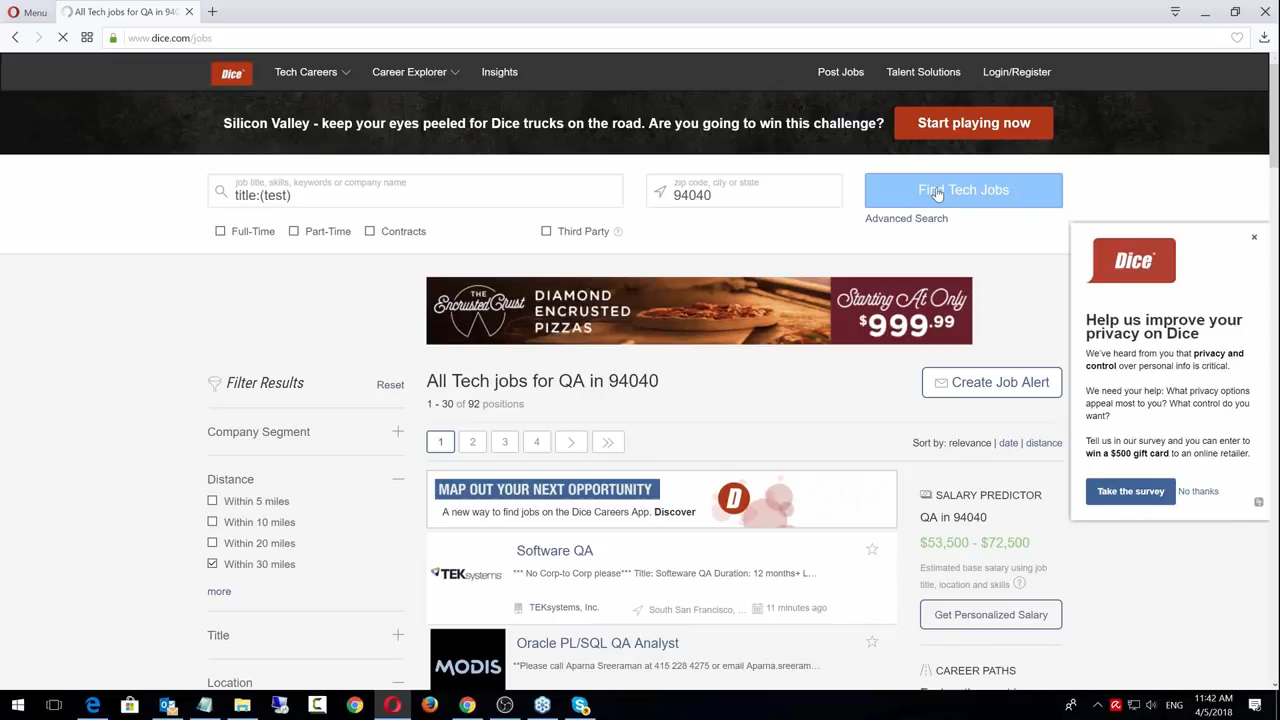 Menu
All Tech jobs for QA in 940
www.dice.com/jobs
Dice
Tech Careers
Career Explorer
Insights
Post Jobs
Talent Solutions
Login/Register
Silicon Valley - keep your eyes peeled for Dice trucks on the road. Are you going to win this challenge?
Start playing now
job title, skills, keywords or company name
title:(test)
zip code, city or state
94040
Find Tech Jobs
Advanced Search
Full-Time
Part-Time
Contracts
Third Party
THE
Encrusted Crust
DIAMOND
ENCRUSTED
PIZZAS
Starting At Only
$999.99
Dice
Help us improve your
privacy on Dice
We've heard from you that privacy and
control over personal info is critical.
We need your help: What privacy options
appeal most to you? What control do you
want?
Tell us in our survey and you can enter to
win a $500 gift card to an online retailer.
Take the survey
No thanks
Filter Results
Reset
Company Segment
Distance
Within 5 miles
Within 10 miles
Within 20 miles
Within 30 miles
more
Title
Location
All Tech jobs for QA in 94040
1 - 30 of 92 positions
Create Job Alert
1 2 3 4 > >>
Sort by: relevance | date | distance
MAP OUT YOUR NEXT OPPORTUNITY
A new way to find jobs on the Dice Careers App. Discover
D
Software QA
TEKsystems
*** No Corp-to Corp please*** Title: Softeware QA Duration: 12 months+ L...
TEKsystems, Inc.
South San Francisco, ...
11 minutes ago
Oracle PL/SQL QA Analyst
MODIS
**Please call Aparna Sreeraman at 415 228 4275 or email Aparna.sreeram...
SALARY PREDICTOR
QA in 94040
$53,500 - $72,500
Estimated base salary using job
title, location and skills
Get Personalized Salary
CAREER PATHS
ENG
11:42 AM
4/5/2018